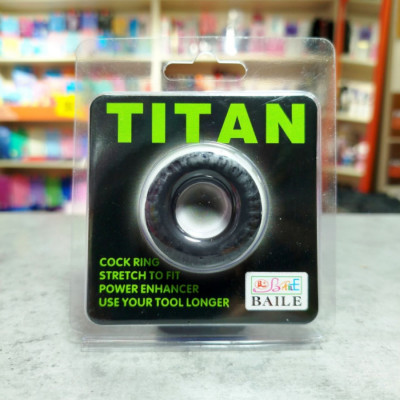 TITAN
COCK RING
STRETCH TO FIT
POWER ENHANCER
USE YOUR TOOL LONGER
BAILE